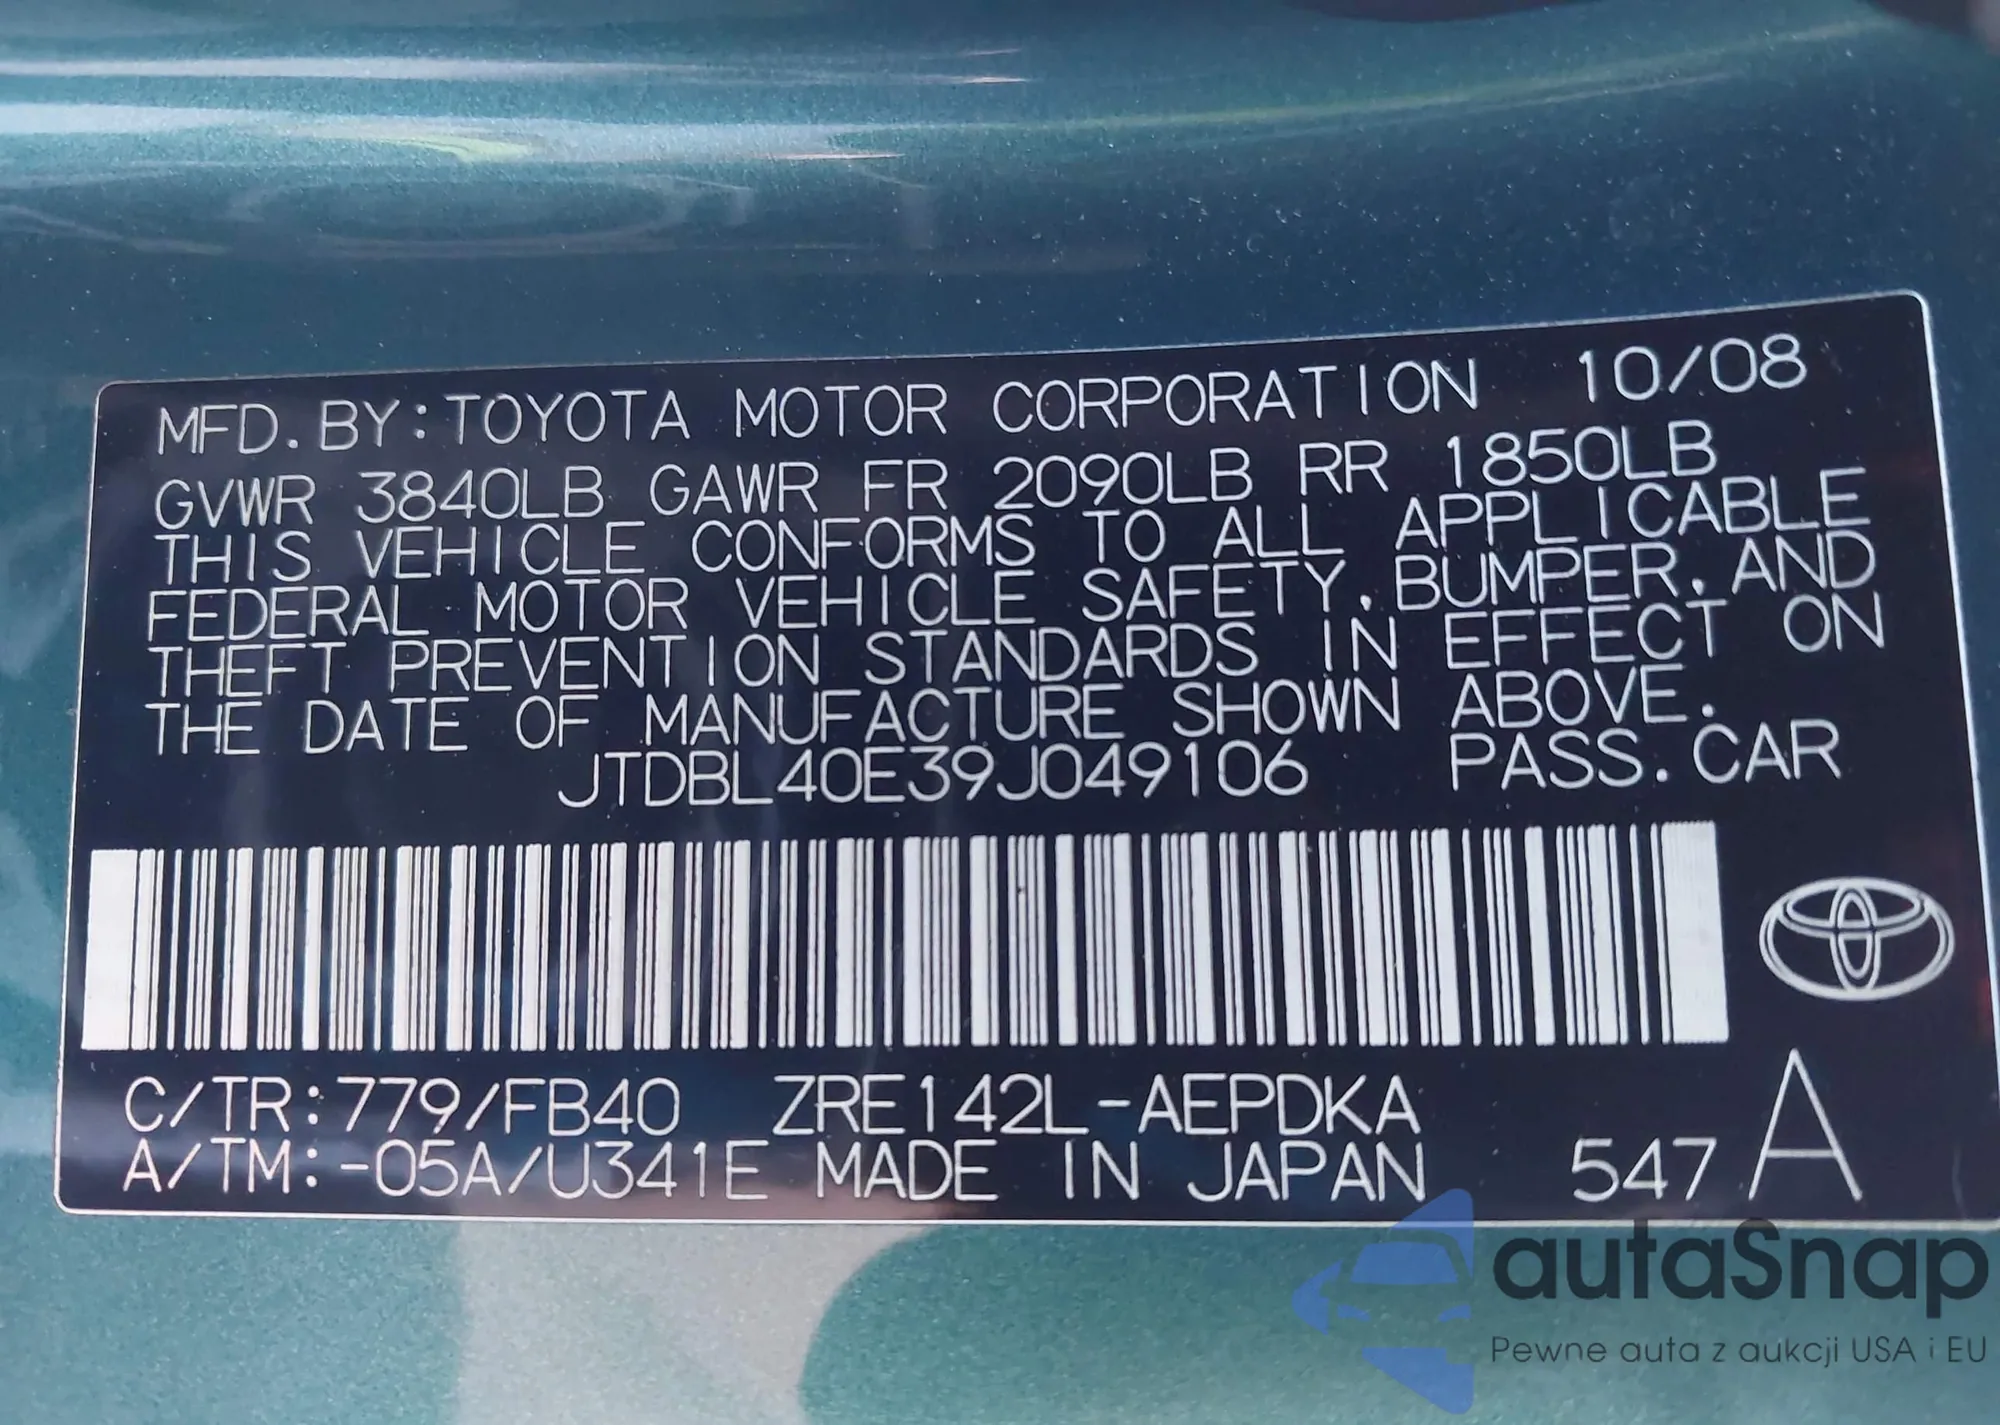 MFD. BY: TOYOTA MOTOR CORPORATION 10/08
GVWR 3840LB GAWR FR 2090LB RR 1850LB
THIS VEHICLE CONFORMS TO ALL APPLICABLE
FEDERAL MOTOR VEHICLE SAFETY, BUMPER, AND
THEFT PREVENTION STANDARDS IN EFFECT ON
THE DATE OF MANUFACTURE SHOWN ABOVE.
JTDBL40E39J049106 PASS. CAR
C/TR: 779/FB40 ZRE142L-AEPDKA
A/TM: -05A/U341E MADE IN JAPAN 547 A
autaSnap
Pewne auta z aukcji USA i EU